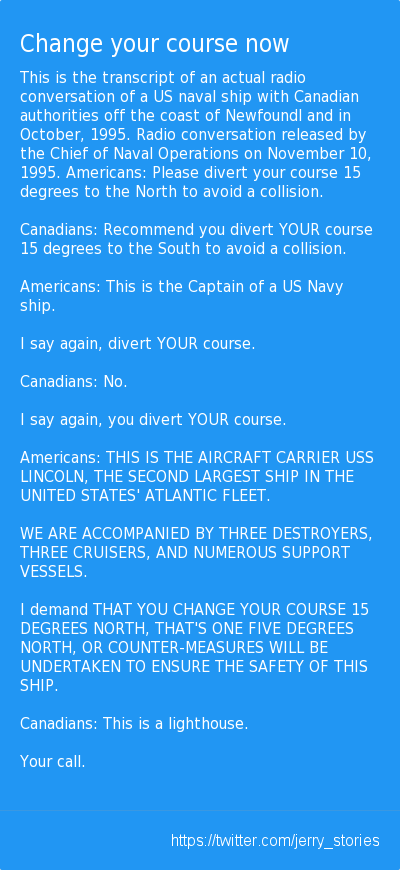 Change your course now
This is the transcript of an actual radio
conversation of a US naval ship with Canadian
authorities off the coast of Newfoundl and in
October, 1995. Radio conversation released by
the Chief of Naval Operations on November 10,
1995. Americans: Please divert your course 15
degrees to the North to avoid a collision.
Canadians: Recommend you divert YOUR course
15 degrees to the South to avoid a collision.
Americans: This is the Captain of a US Navy
ship.
I say again, divert YOUR course.
Canadians: No.
I say again, you divert YOUR course.
Americans: THIS IS THE AIRCRAFT CARRIER USS
LINCOLN, THE SECOND LARGEST SHIP IN THE
UNITED STATES' ATLANTIC FLEET.
WE ARE ACCOMPANIED BY THREE DESTROYERS,
THREE CRUISERS, AND NUMEROUS SUPPORT
VESSELS.
I demand THAT YOU CHANGE YOUR COURSE 15
DEGREES NORTH, THAT'S ONE FIVE DEGREES
NORTH, OR COUNTER-MEASURES WILL BE
UNDERTAKEN TO ENSURE THE SAFETY OF THIS
SHIP.
Canadians: This is a lighthouse.
Your call.
https://twitter.com/jerry_stories